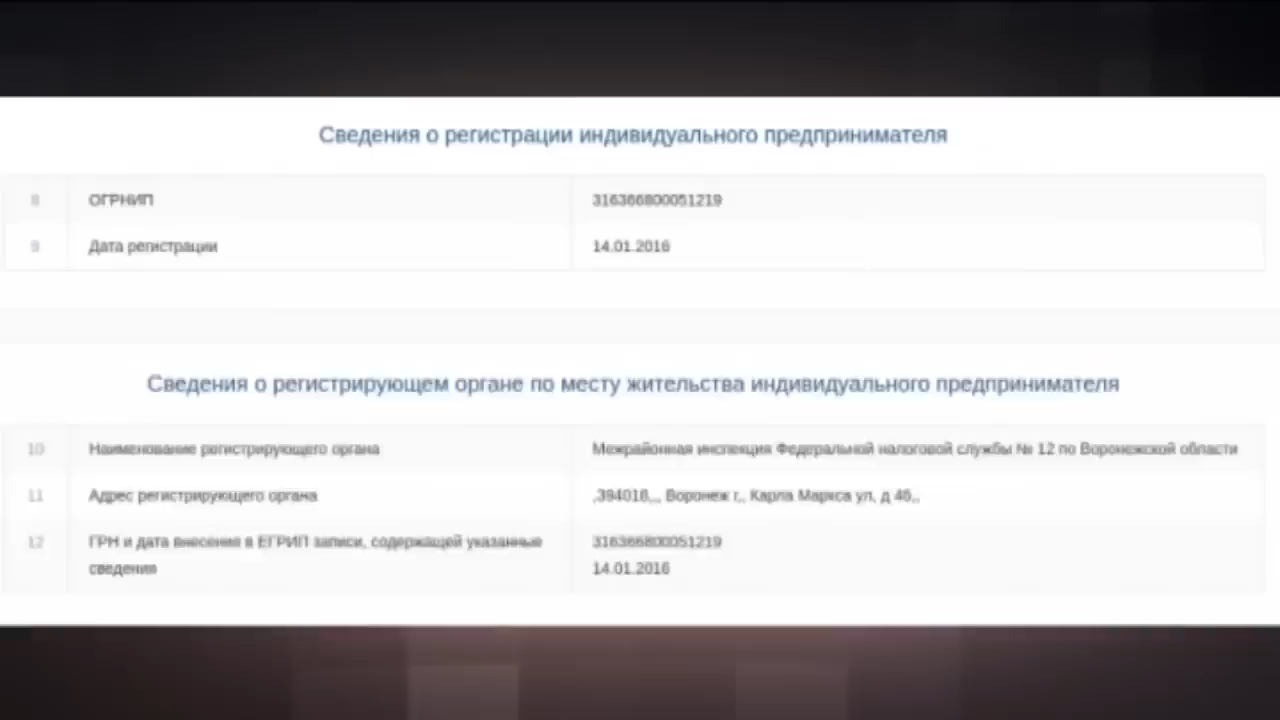 Сведения о регистрации индивидуального предпринимателя
8 ОГРНИП 316366800051219
9 Дата регистрации 14.01.2016
Сведения о регистрирующем органе по месту жительства индивидуального предпринимателя
10 Наименование регистрирующего органа Межрайонная инспекция Федеральной налоговой службы № 12 по Воронежской области
11 Адрес регистрирующего органа ,394018,,, Воронеж г,, Карла Маркса ул, д 46,,
12 ГРН и дата внесения в ЕГРИП записи, содержащей указанные 316366800051219
сведения 14.01.2016